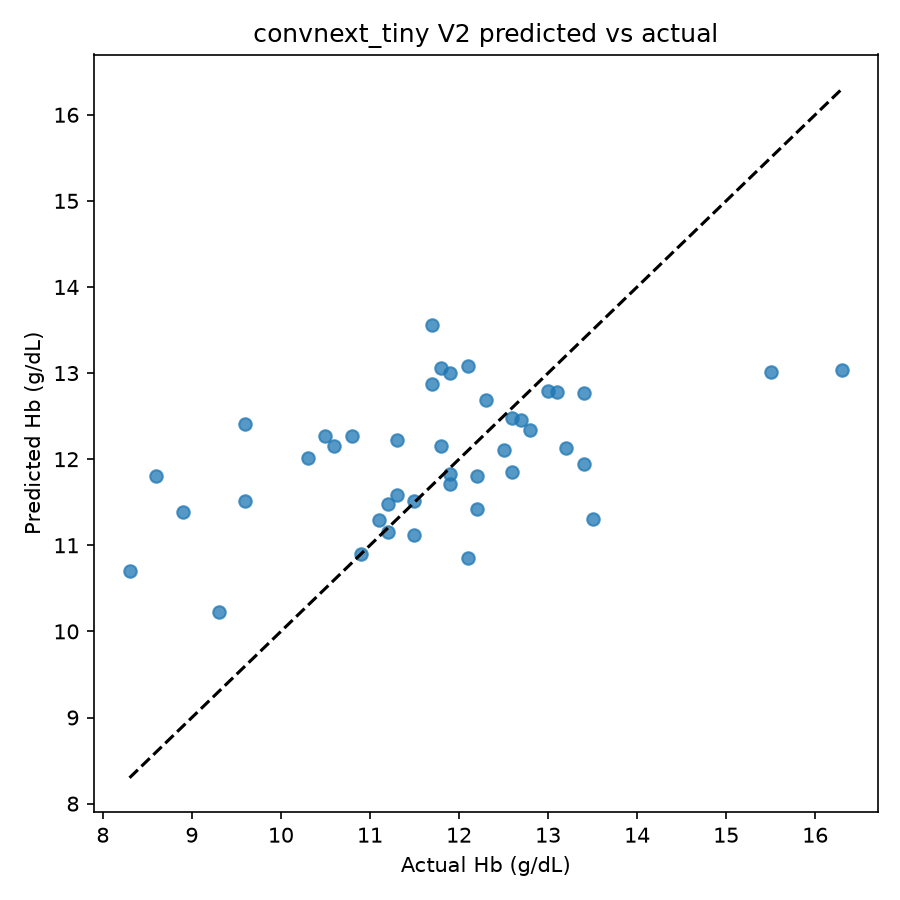 convnext_tiny V2 predicted vs actual
Predicted Hb (g/dL)
16
15
14
13
12
11
10
9
8
8 9 10 11 12 13 14 15 16
Actual Hb (g/dL)